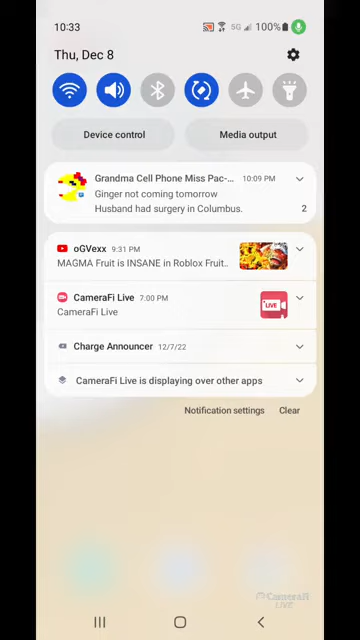 10:33
5G 100%
Thu, Dec 8
Device control
Media output
Grandma Cell Phone Miss Pac-... 10:09 PM
Ginger not coming tomorrow
Husband had surgery in Columbus. 2
oGVexx 9:31 PM
MAGMA Fruit is INSANE in Roblox Fruit..
CameraFi Live 7:00 PM
CameraFi Live
LIVE
Charge Announcer 12/7/22
CameraFi Live is displaying over other apps
Notification settings Clear
CameraFi
LIVE